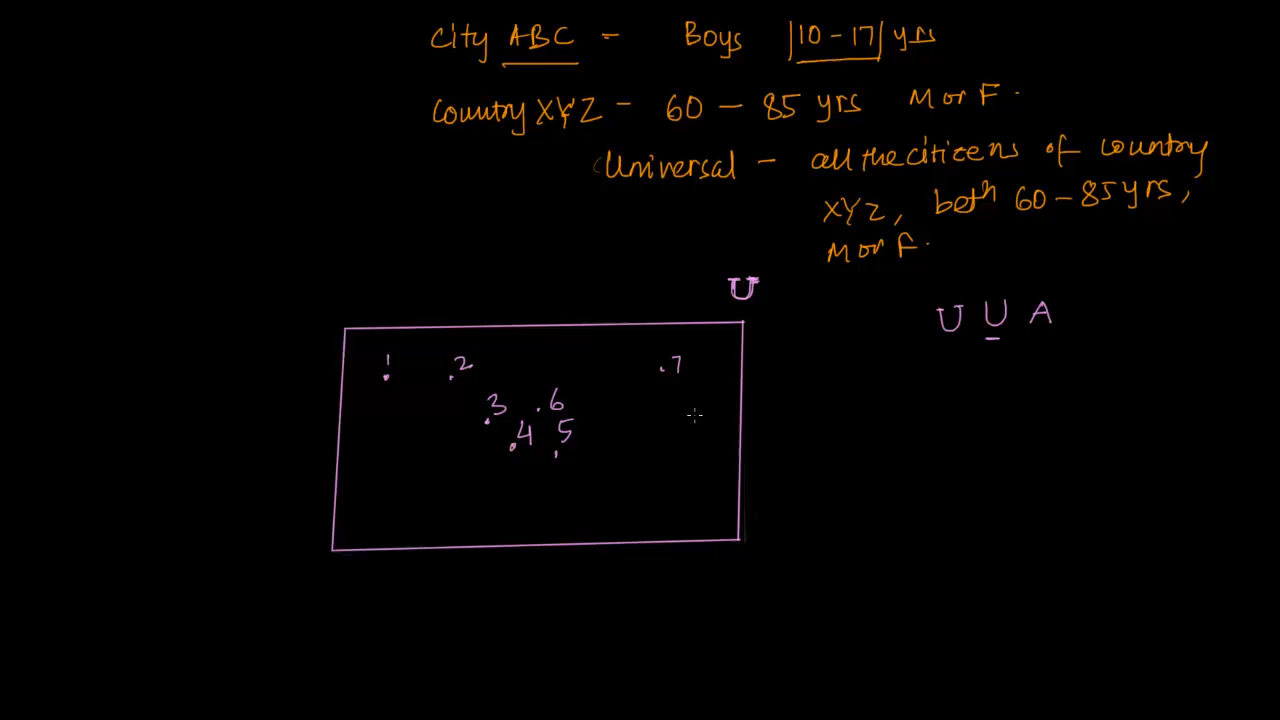 City ABC = Boys |10-17| yrs
Country XYZ - 60 - 85 yrs M or F.
Universal - all the citizens of country
XYZ, both 60-85 yrs,
M or F.
U
U U A
1 .2 .7
3 .6
4 5